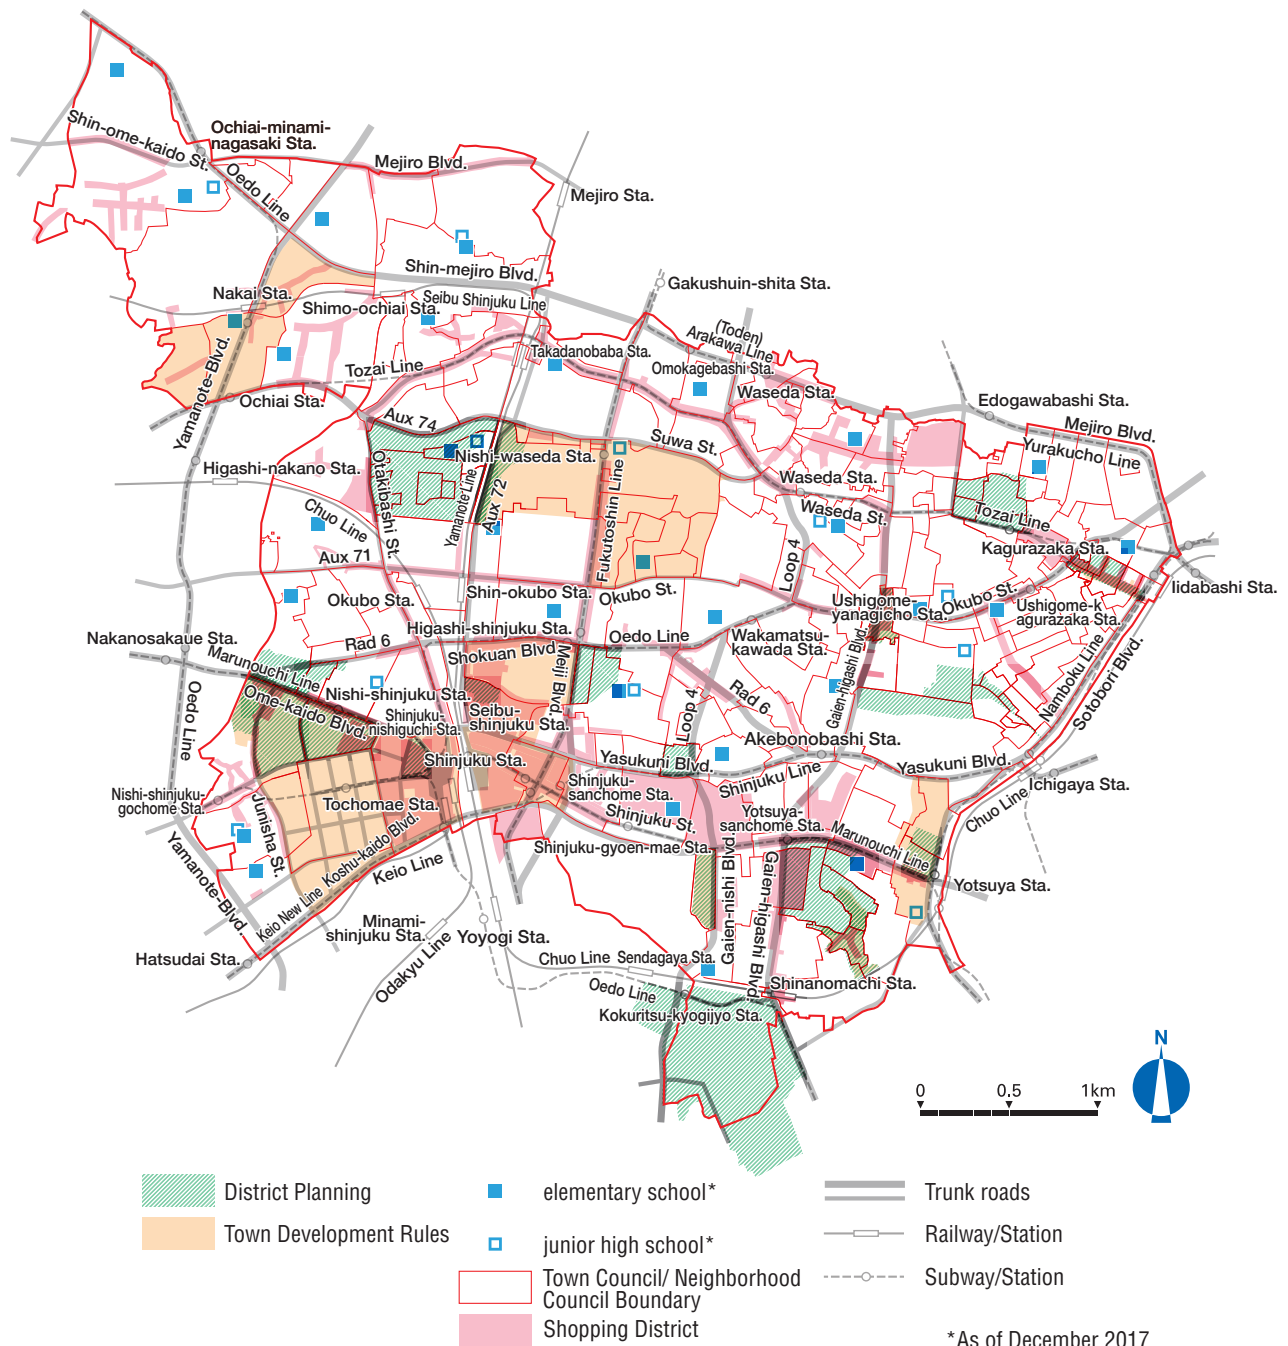 Ochiai-minami-
nagasaki Sta.
Shin-ome-kaido St.
Oedo Line
Mejiro Blvd.
Mejiro Sta.
Shin-mejiro Blvd.
Gakushuin-shita Sta.
Nakai Sta.
Shimo-ochiai Sta.
Seibu Shinjuku Line
(Toden)
Arakawa Line
Takadanobaba Sta.
Omokagebashi Sta.
Yamanote-Blvd.
Tozai Line
Waseda Sta.
Ochiai Sta.
Edogawabashi Sta.
Aux 74
Suwa St.
Mejiro Blvd.
Yurakucho Line
Higashi-nakano Sta.
Otakibashi St.
Nishi-waseda Sta.
Yamanote Line
Aux 72
Fukutoshin Line
Waseda Sta.
Waseda St.
Tozai Line
Chuo Line
Kagurazaka Sta.
Aux 71
Loop 4
Iidabashi Sta.
Okubo Sta.
Shin-okubo Sta.
Okubo St.
Ushigome-
yanagicho Sta.
Okubo St.
Ushigome-k
agurazaka Sta.
Nakanosakaue Sta.
Rad 6
Higashi-shinjuku Sta.
Oedo Line
Wakamatsu-
kawada Sta.
Marunouchi Line
Shokuan Blvd.
Meiji Blvd.
Gaien-higashi Blvd.
Namboku Line
Sotobori Blvd.
Oedo Line
Ome-kaido Blvd.
Nishi-shinjuku Sta.
Shinjuku-
nishiguchi Sta.
Seibu-
shinjuku Sta.
Loop 4
Rad 6
Akebonobashi Sta.
Shinjuku Sta.
Yasukuni Blvd.
Shinjuku Line
Yasukuni Blvd.
Ichigaya Sta.
Nishi-shinjuku-
gochome Sta.
Junisha St.
Tochomae Sta.
Shinjuku-
sanchome Sta.
Shinjuku St.
Yotsuya-
sanchome Sta.
Marunouchi Line
Chuo Line
Yamanote-Blvd.
Koshu-kaido Blvd.
Keio New Line
Keio Line
Shinjuku-gyoen-mae Sta.
Gaien-nishi Blvd.
Gaien-higashi Blvd.
Yotsuya Sta.
Minami-
shinjuku Sta.
Yoyogi Sta.
Hatsudai Sta.
Odakyu Line
Chuo Line
Sendagaya Sta.
Shinanomachi Sta.
Oedo Line
Kokuritsu-kyogijyo Sta.
N
0 0.5 1km
District Planning
Town Development Rules
elementary school*
junior high school*
Town Council/ Neighborhood
Council Boundary
Shopping District
Trunk roads
Railway/Station
Subway/Station
*As of December 2017